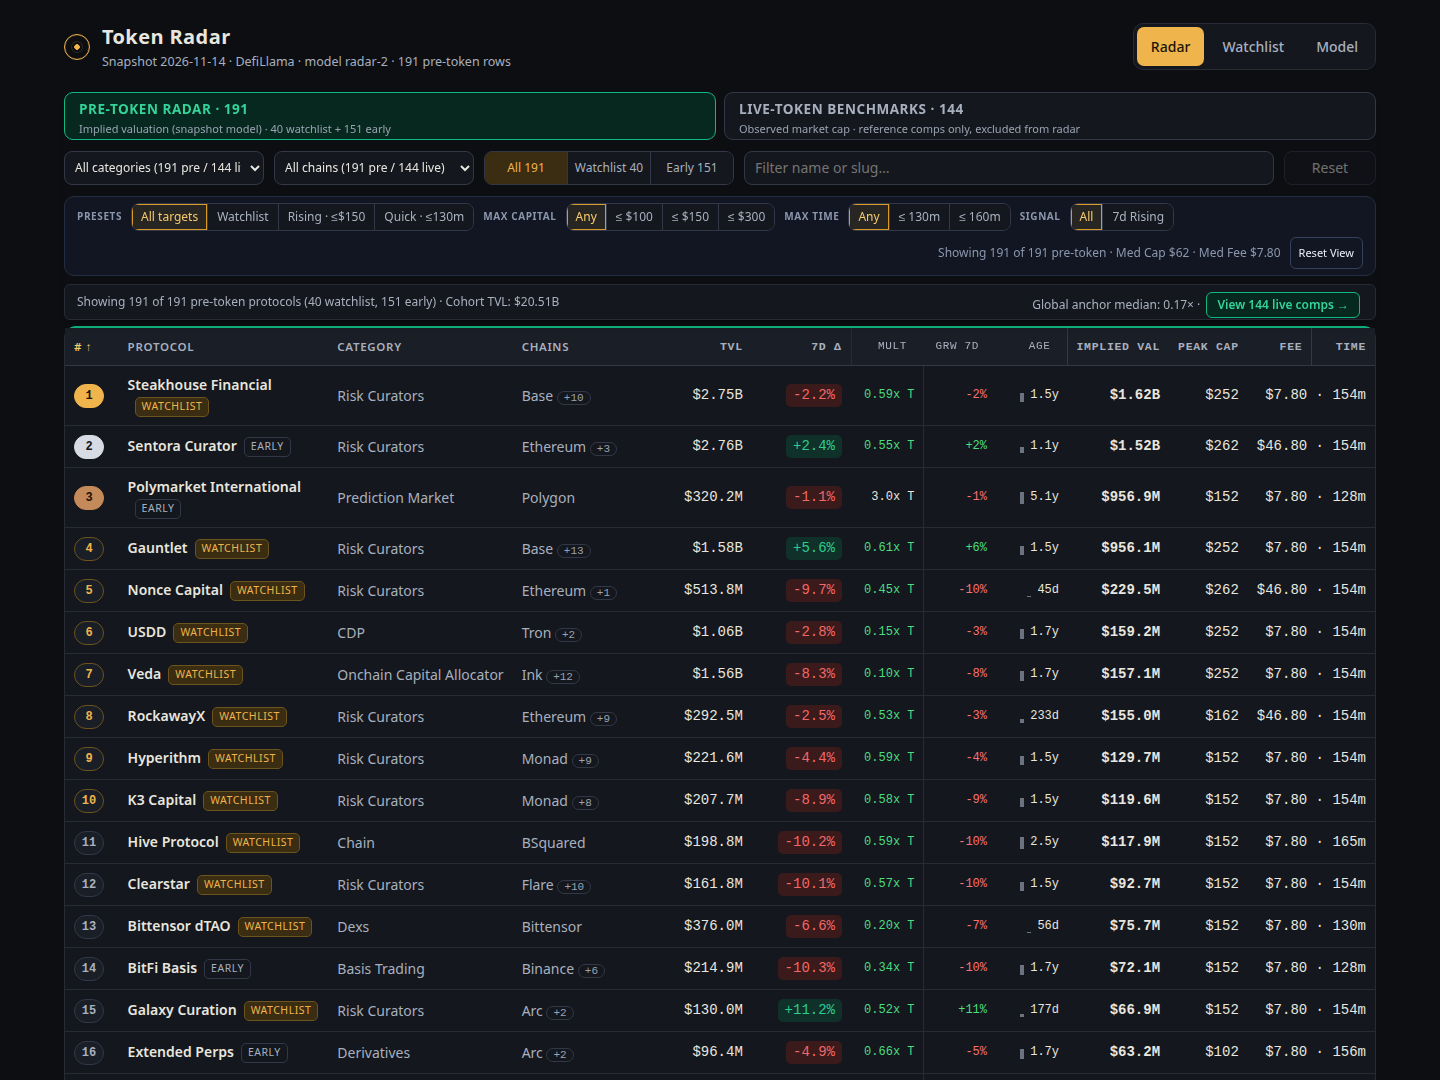 Token Radar
Snapshot 2026-11-14 · DefiLlama · model radar-2 · 191 pre-token rows
Radar Watchlist Model
PRE-TOKEN RADAR · 191
Implied valuation (snapshot model) · 40 watchlist + 151 early
LIVE-TOKEN BENCHMARKS · 144
Observed market cap · reference comps only, excluded from radar
All categories (191 pre / 144 li All chains (191 pre / 144 live) All 191 Watchlist 40 Early 151 Filter name or slug... Reset
PRESETS All targets Watchlist Rising · ≤$150 Quick · ≤130m MAX CAPITAL Any ≤ $100 ≤ $150 ≤ $300 MAX TIME Any ≤ 130m ≤ 160m SIGNAL All 7d Rising
Showing 191 of 191 pre-token · Med Cap $62 · Med Fee $7.80 Reset View
Showing 191 of 191 pre-token protocols (40 watchlist, 151 early) · Cohort TVL: $20.51B Global anchor median: 0.17× · View 144 live comps →
# ↑ PROTOCOL CATEGORY CHAINS TVL 7D Δ MULT GRW 7D AGE IMPLIED VAL PEAK CAP FEE TIME
1 Steakhouse Financial WATCHLIST Risk Curators Base +10 $2.75B -2.2% 0.59x T -2% 1.5y $1.62B $252 $7.80 · 154m
2 Sentora Curator EARLY Risk Curators Ethereum +3 $2.76B +2.4% 0.55x T +2% 1.1y $1.52B $262 $46.80 · 154m
3 Polymarket International EARLY Prediction Market Polygon $320.2M -1.1% 3.0x T -1% 5.1y $956.9M $152 $7.80 · 128m
4 Gauntlet WATCHLIST Risk Curators Base +13 $1.58B +5.6% 0.61x T +6% 1.5y $956.1M $252 $7.80 · 154m
5 Nonce Capital WATCHLIST Risk Curators Ethereum +1 $513.8M -9.7% 0.45x T -10% 45d $229.5M $262 $46.80 · 154m
6 USDD WATCHLIST CDP Tron +2 $1.06B -2.8% 0.15x T -3% 1.7y $159.2M $252 $7.80 · 154m
7 Veda WATCHLIST Onchain Capital Allocator Ink +12 $1.56B -8.3% 0.10x T -8% 1.7y $157.1M $252 $7.80 · 154m
8 RockawayX WATCHLIST Risk Curators Ethereum +9 $292.5M -2.5% 0.53x T -3% 233d $155.0M $162 $46.80 · 154m
9 Hyperithm WATCHLIST Risk Curators Monad +9 $221.6M -4.4% 0.59x T -4% 1.5y $129.7M $152 $7.80 · 154m
10 K3 Capital WATCHLIST Risk Curators Monad +8 $207.7M -8.9% 0.58x T -9% 1.5y $119.6M $152 $7.80 · 154m
11 Hive Protocol WATCHLIST Chain BSquared $198.8M -10.2% 0.59x T -10% 2.5y $117.9M $152 $7.80 · 165m
12 Clearstar WATCHLIST Risk Curators Flare +10 $161.8M -10.1% 0.57x T -10% 1.5y $92.7M $152 $7.80 · 154m
13 Bittensor dTAO WATCHLIST Dexs Bittensor $376.0M -6.6% 0.20x T -7% 56d $75.7M $152 $7.80 · 130m
14 BitFi Basis EARLY Basis Trading Binance +6 $214.9M -10.3% 0.34x T -10% 1.7y $72.1M $152 $7.80 · 128m
15 Galaxy Curation WATCHLIST Risk Curators Arc +2 $130.0M +11.2% 0.52x T +11% 177d $66.9M $152 $7.80 · 154m
16 Extended Perps EARLY Derivatives Arc +2 $96.4M -4.9% 0.66x T -5% 1.7y $63.2M $102 $7.80 · 156m